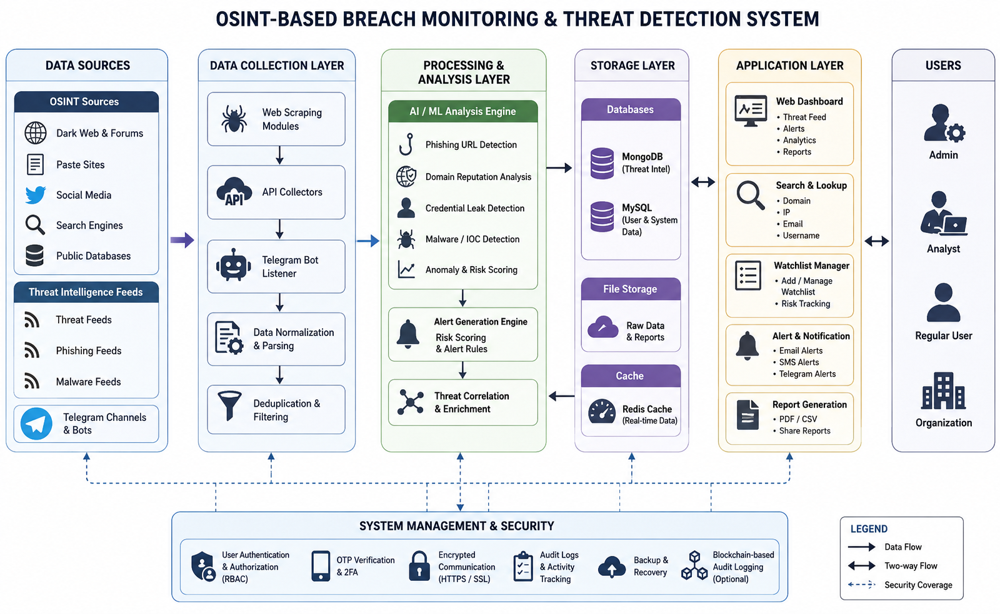 OSINT-BASED BREACH MONITORING & THREAT DETECTION SYSTEM
DATA SOURCES
OSINT Sources
Dark Web & Forums
Paste Sites
Social Media
Search Engines
Public Databases
Threat Intelligence Feeds
Threat Feeds
Phishing Feeds
Malware Feeds
Telegram Channels
& Bots
DATA COLLECTION LAYER
Web Scraping
Modules
API
API Collectors
Telegram Bot
Listener
Data Normalization
& Parsing
Deduplication &
Filtering
PROCESSING &
ANALYSIS LAYER
AI / ML Analysis Engine
Phishing URL Detection
Domain Reputation Analysis
Credential Leak Detection
Malware / IOC Detection
Anomaly & Risk Scoring
Alert Generation Engine
Risk Scoring
& Alert Rules
Threat Correlation
& Enrichment
STORAGE LAYER
Databases
MongoDB
(Threat Intel)
MySQL
(User & System
Data)
File Storage
Raw Data
& Reports
Cache
Redis Cache
(Real-time Data)
APPLICATION LAYER
Web Dashboard
• Threat Feed
• Alerts
• Analytics
• Reports
Search & Lookup
• Domain
• IP
• Email
• Username
Watchlist Manager
• Add / Manage
Watchlist
• Risk Tracking
Alert & Notification
• Email Alerts
• SMS Alerts
• Telegram Alerts
Report Generation
• PDF / CSV
• Share Reports
USERS
Admin
Analyst
Regular User
Organization
SYSTEM MANAGEMENT & SECURITY
User Authentication
& Authorization
(RBAC)
OTP Verification
& 2FA
Encrypted
Communication
(HTTPS / SSL)
Audit Logs
& Activity
Tracking
Backup &
Recovery
Blockchain-based
Audit Logging
(Optional)
LEGEND
Data Flow
Two-way Flow
Security Coverage